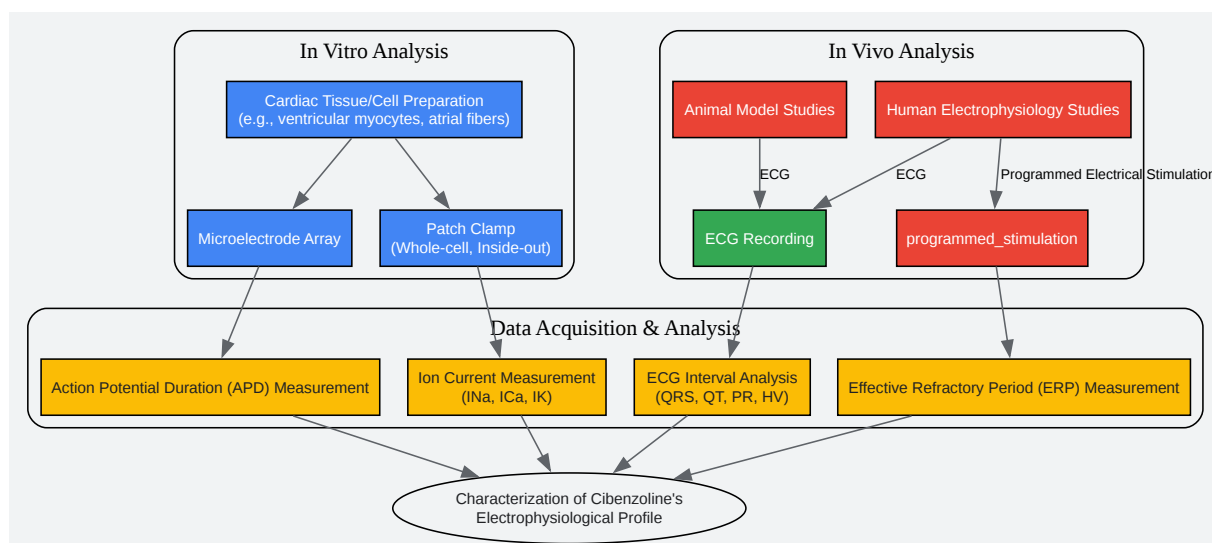 In Vitro Analysis
In Vivo Analysis
Cardiac Tissue/Cell Preparation
(e.g., ventricular myocytes, atrial fibers)
Animal Model Studies
Human Electrophysiology Studies
ECG
ECG
Programmed Electrical Stimulation
Microelectrode Array
Patch Clamp
(Whole-cell, Inside-out)
ECG Recording
programmed_stimulation
Data Acquisition & Analysis
Action Potential Duration (APD) Measurement
Ion Current Measurement
(INa, ICa, IK)
ECG Interval Analysis
(QRS, QT, PR, HV)
Effective Refractory Period (ERP) Measurement
Characterization of Cibenzoline's
Electrophysiological Profile